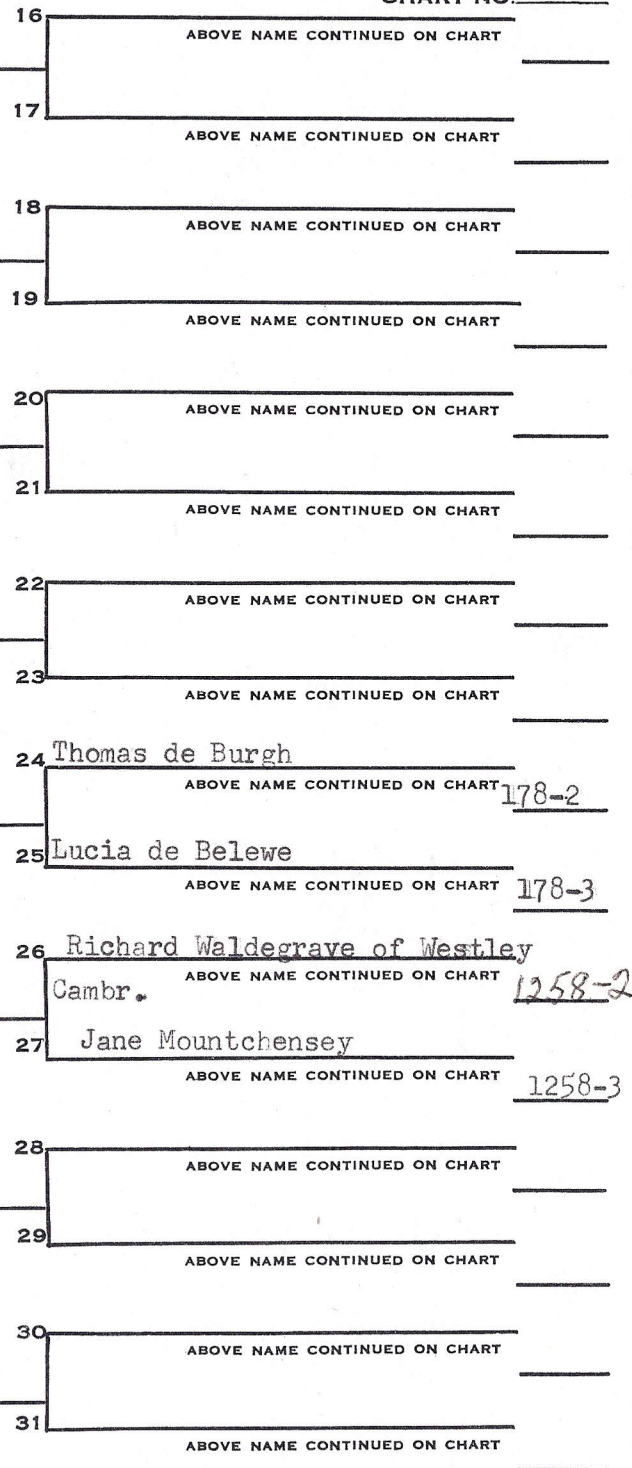 CHART NO.
16
ABOVE NAME CONTINUED ON CHART
17
ABOVE NAME CONTINUED ON CHART
18
ABOVE NAME CONTINUED ON CHART
19
ABOVE NAME CONTINUED ON CHART
20
ABOVE NAME CONTINUED ON CHART
21
ABOVE NAME CONTINUED ON CHART
22
ABOVE NAME CONTINUED ON CHART
23
ABOVE NAME CONTINUED ON CHART
24 Thomas de Burgh
ABOVE NAME CONTINUED ON CHART 178-2
25 Lucia de Belewe
ABOVE NAME CONTINUED ON CHART 178-3
26 Richard Waldegrave of Westley
Cambr. ABOVE NAME CONTINUED ON CHART 1258-2
27 Jane Mountchensey
ABOVE NAME CONTINUED ON CHART 1258-3
28
ABOVE NAME CONTINUED ON CHART
29
ABOVE NAME CONTINUED ON CHART
30
ABOVE NAME CONTINUED ON CHART
31
ABOVE NAME CONTINUED ON CHART